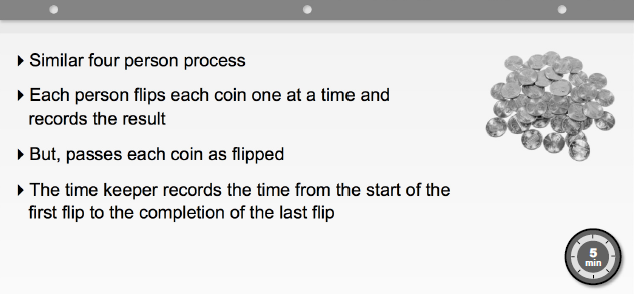 Similar four person process
Each person flips each coin one at a time and
records the result
But, passes each coin as flipped
The time keeper records the time from the start of the
first flip to the completion of the last flip
5
min